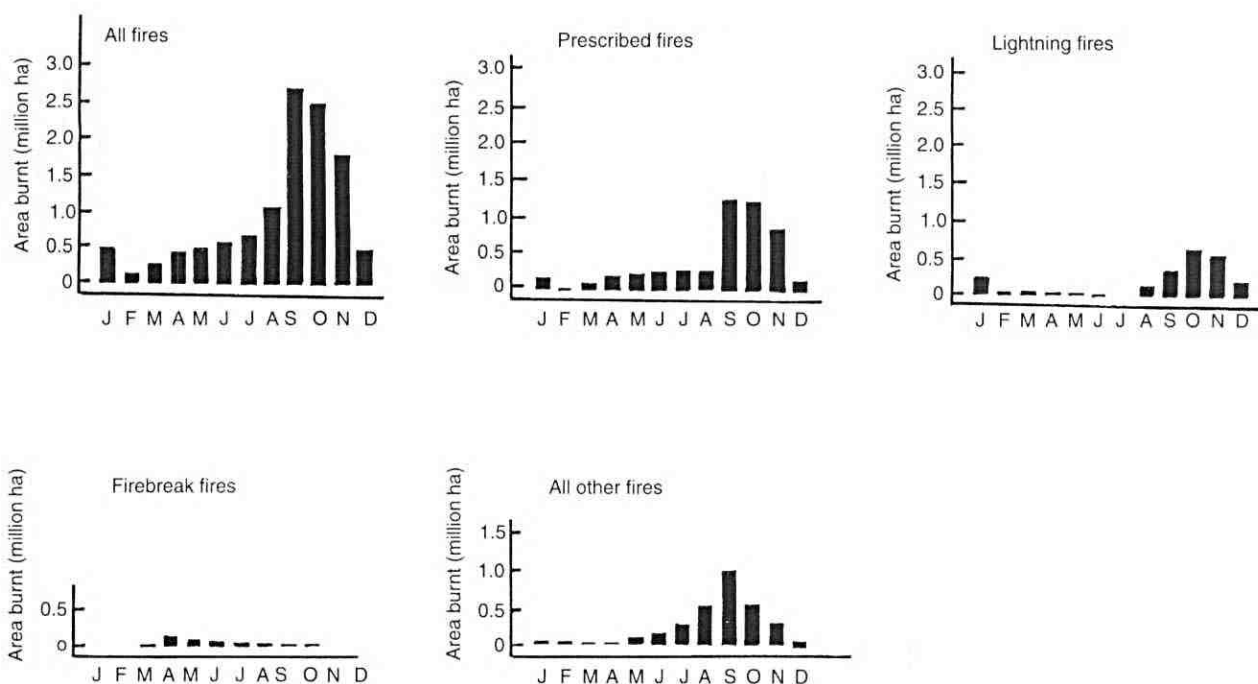 All fires
Area burnt (million ha)
3.0
2.5
2.0
1.5
1.0
0.5
0
J F M A M J J A S O N D
Prescribed fires
Area burnt (million ha)
3.0
2.5
2.0
1.5
1.0
0.5
0
J F M A M J J A S O N D
Lightning fires
Area burnt (million ha)
3.0
2.5
2.0
1.5
1.0
0.5
0
J F M A M J J A S O N D
Firebreak fires
Area burnt (million ha)
0.5
0
J F M A M J J A S O N D
All other fires
Area burnt (million ha)
1.5
1.0
0.5
0
J F M A M J J A S O N D